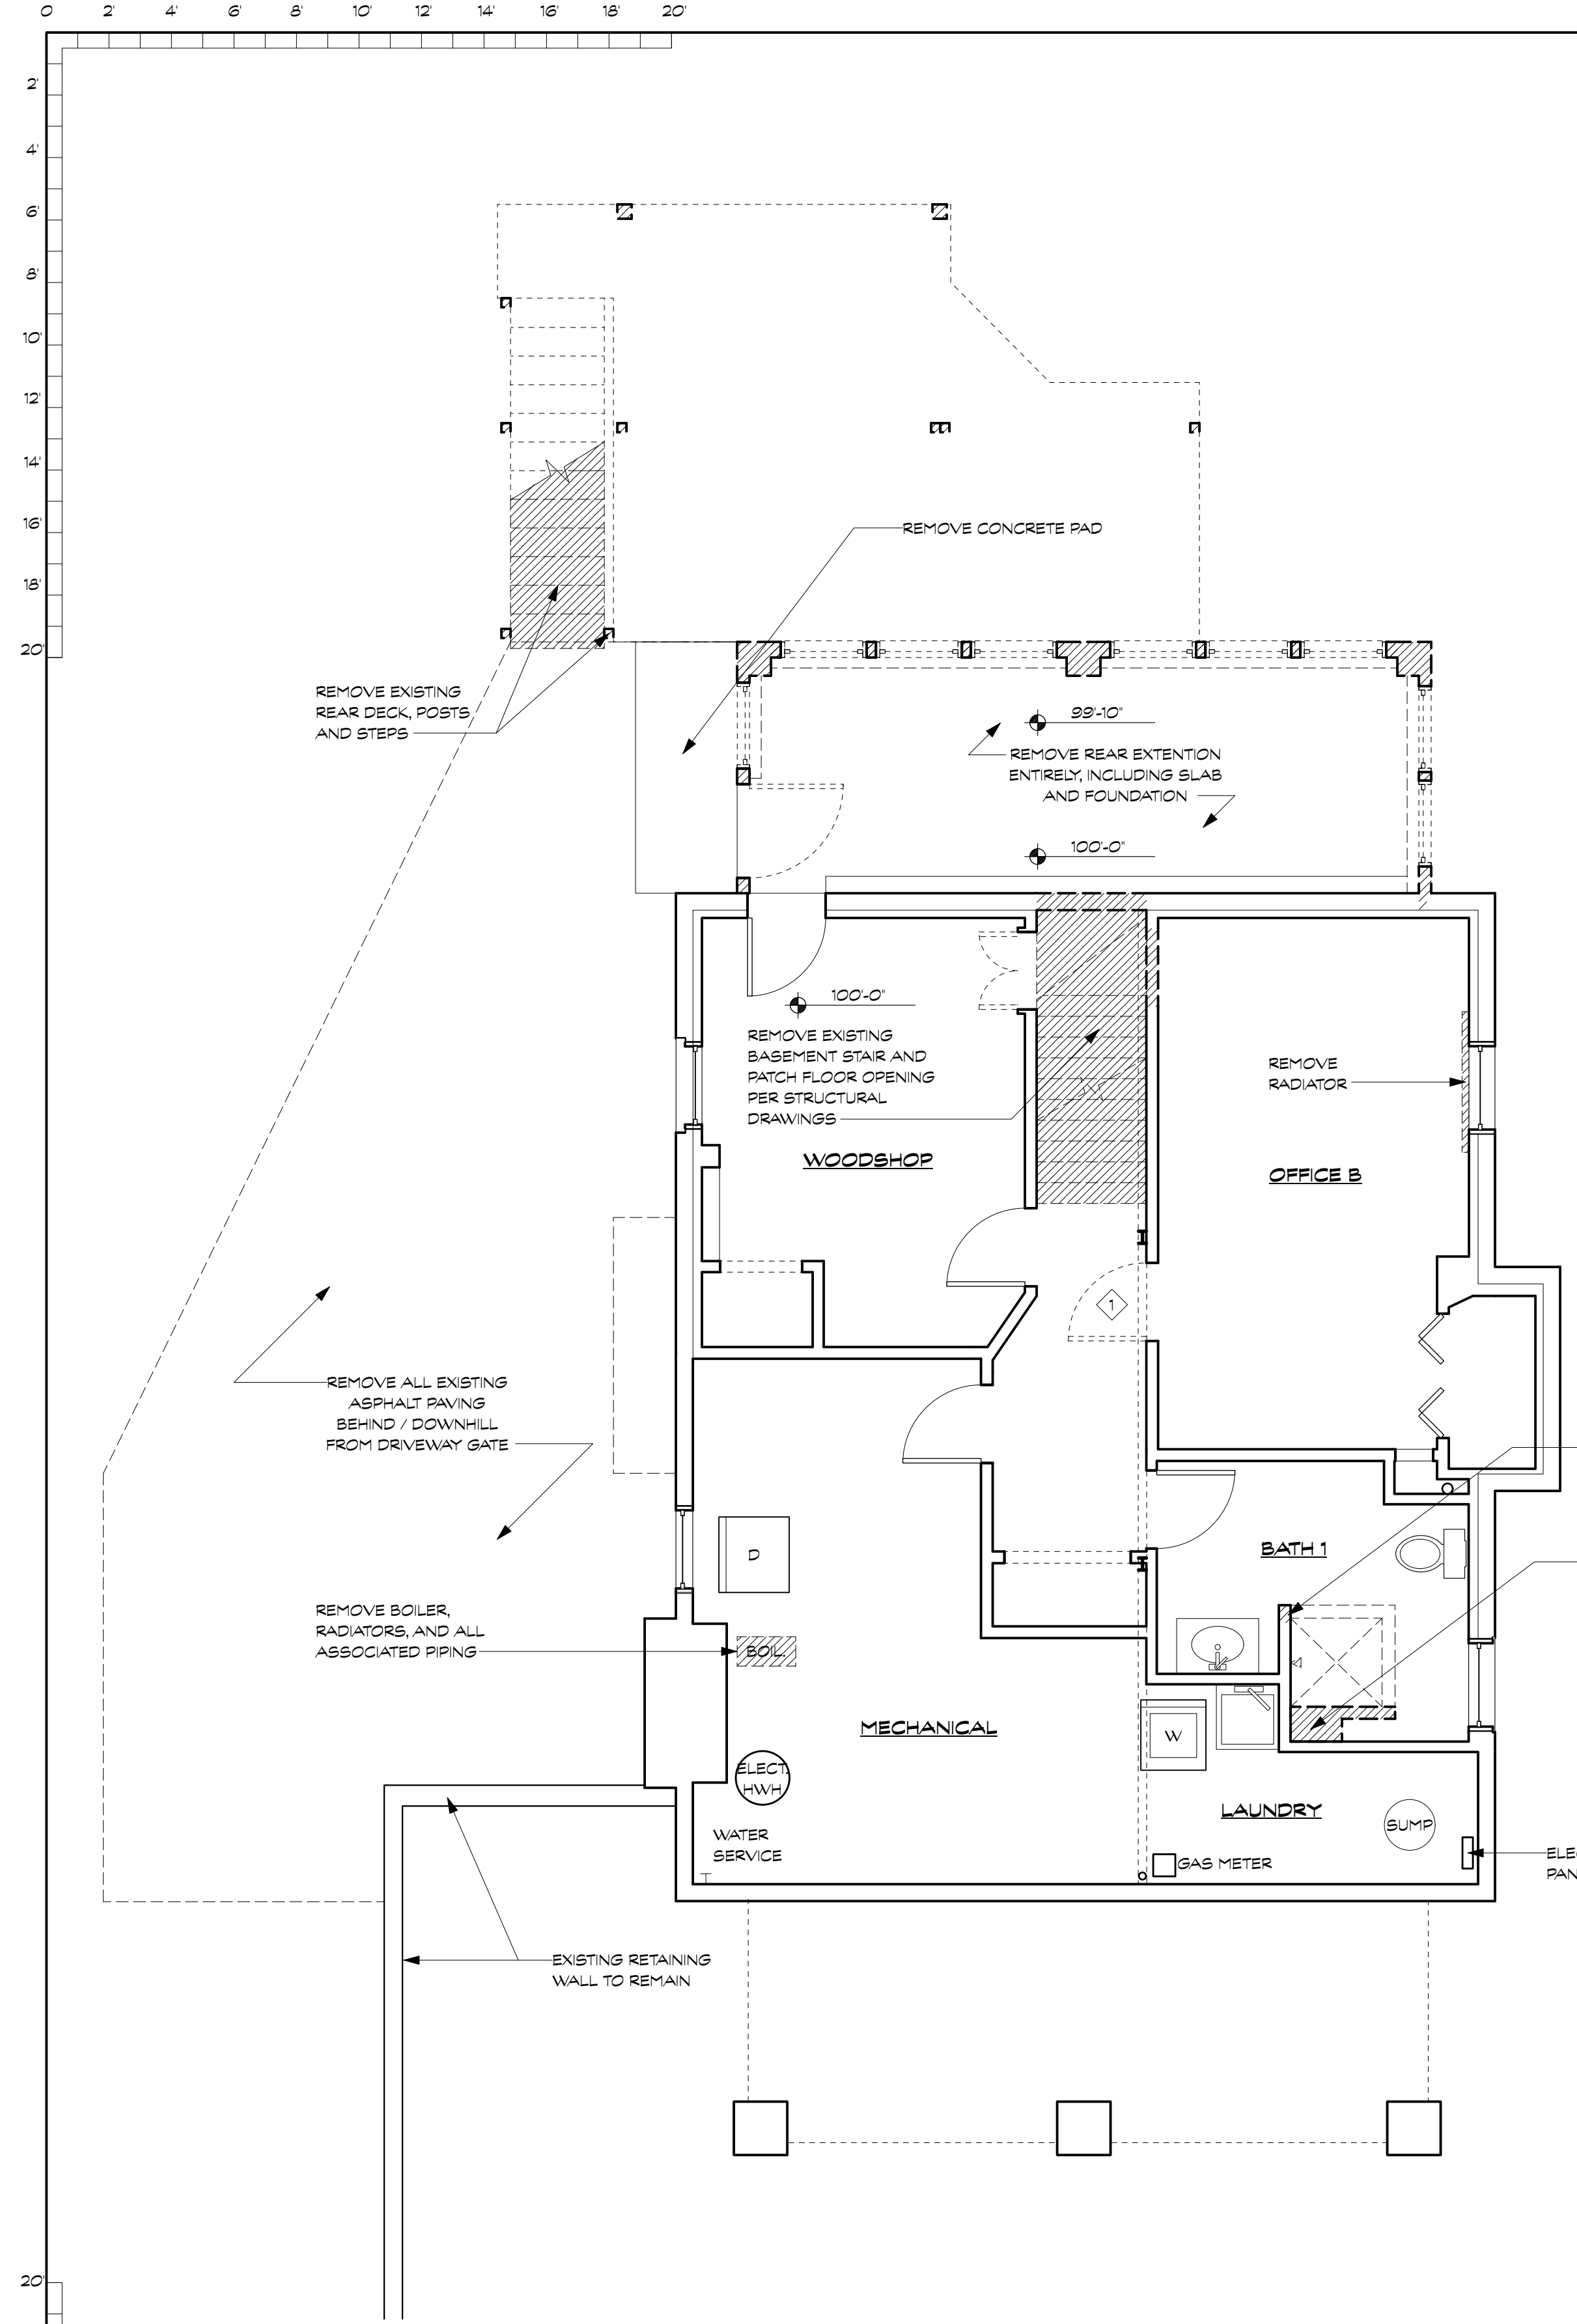 0 2' 4' 6' 8' 10' 12' 14' 16' 18' 20'
2'
4'
6'
8'
10'
12'
14'
16'
18'
20'
REMOVE CONCRETE PAD
REMOVE EXISTING
REAR DECK, POSTS
AND STEPS
99'-10"
REMOVE REAR EXTENTION
ENTIRELY, INCLUDING SLAB
AND FOUNDATION
100'-0"
100'-0"
REMOVE EXISTING
BASEMENT STAIR AND
PATCH FLOOR OPENING
PER STRUCTURAL
DRAWINGS
REMOVE
RADIATOR
WOODSHOP
OFFICE B
1
REMOVE ALL EXISTING
ASPHALT PAVING
BEHIND / DOWNHILL
FROM DRIVEWAY GATE
D
BATH 1
REMOVE BOILER,
RADIATORS, AND ALL
ASSOCIATED PIPING
BOIL.
MECHANICAL
W
ELECT.
HWH
LAUNDRY
SUMP
WATER
SERVICE
GAS METER
ELE
PAN
EXISTING RETAINING
WALL TO REMAIN
20'